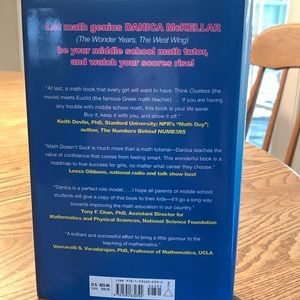 Let math genius DANICA McKELLAR
(The Wonder Years, The West Wing)
be your middle school math tutor,
and watch your scores rise!
"At last, a math book that every girl will want to have. Think Clueless (the
movie) meets Euclid (the famous Greek math teacher) . . . If you are having
any trouble with middle school math, this book is your life saver.
Buy it, keep it with you, and show it off."
Keith Devlin, PhD, Stanford University; NPR's "Math Guy";
author, The Numbers Behind NUMB3RS
"Math Doesn't Suck is much more than a tutorial—Danica teaches the
value of confidence that comes from feeling smart. This wonderful book is a
roadmap to true success for girls, no matter what career they choose."
Leeza Gibbons, national radio and talk show host
"Danica is a perfect role model. . . . I hope all parents of middle school
students will give a copy of this book to their kids—it'll go a long way
towards improving the math education in our country."
Tony F. Chan, PhD, Assistant Director for
Mathematics and Physical Sciences, National Science Foundation
"A brilliant and successful effort to bring a little glamour to the
teaching of mathematics."
Veeravalli S. Varadarajan, PhD, Professor of Mathematics, UCLA
U.S. $23.95